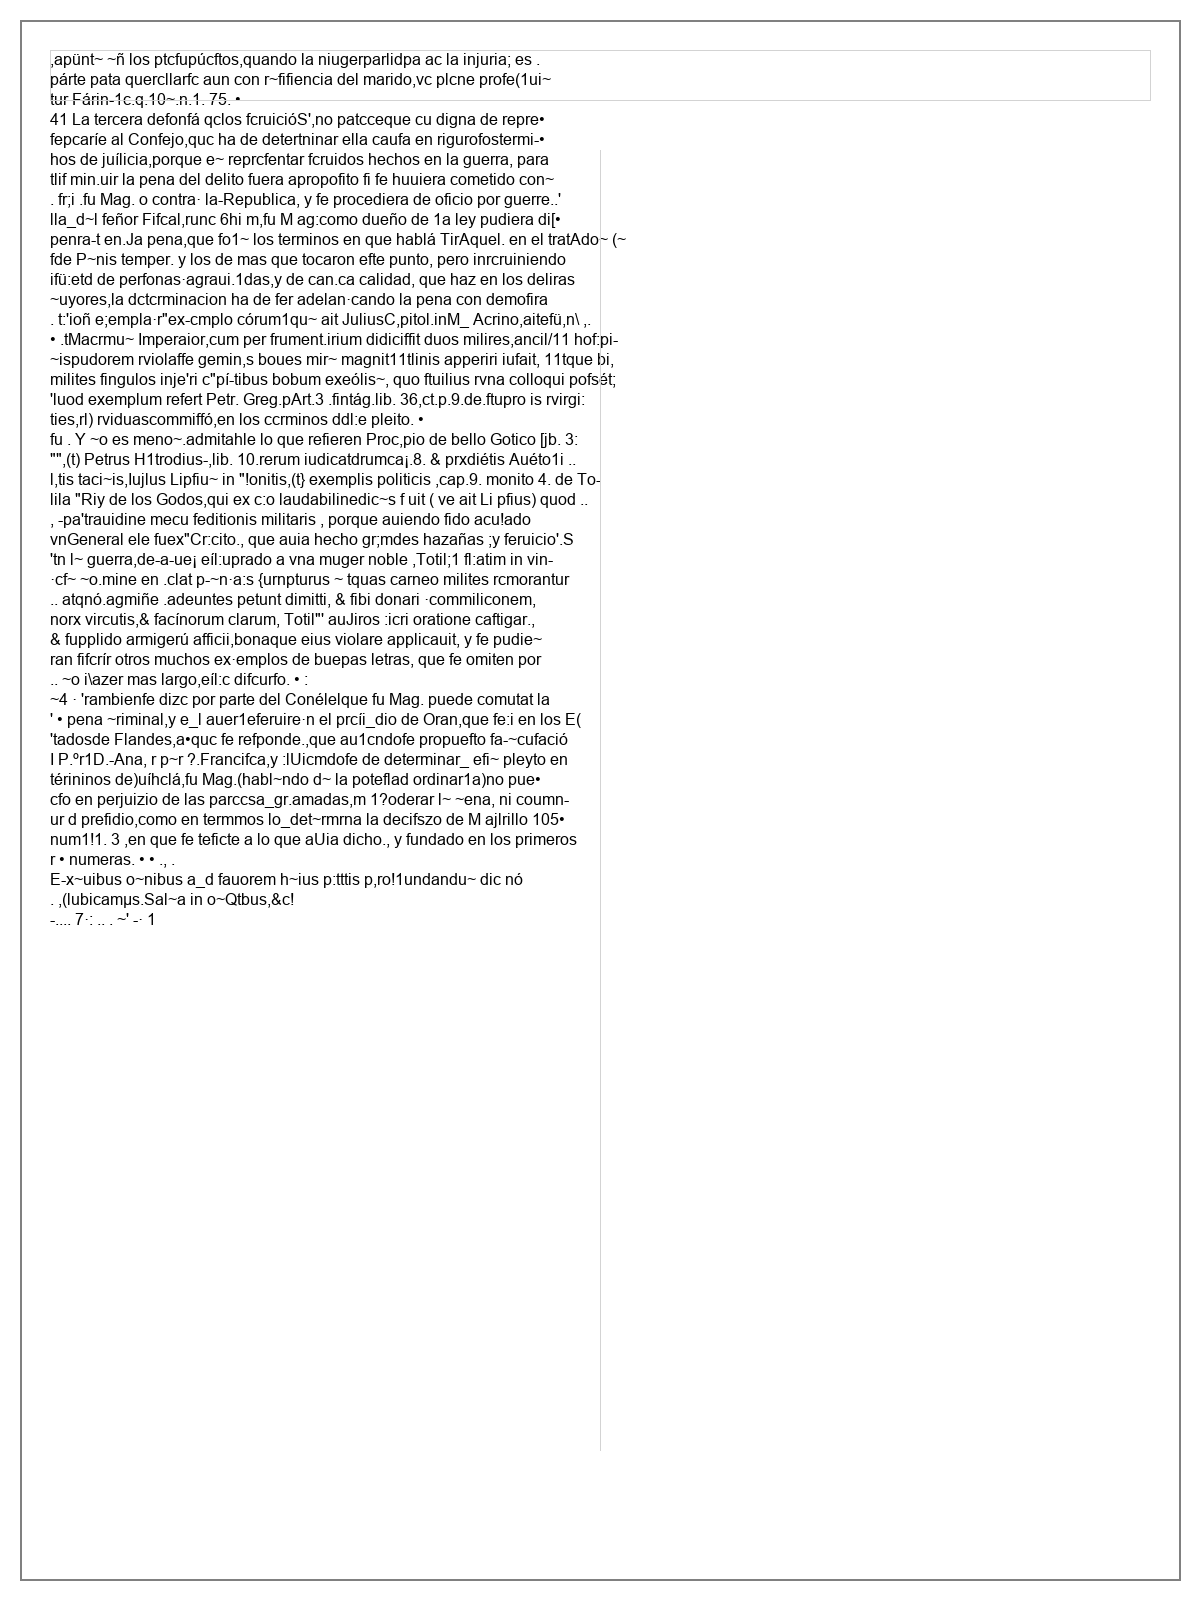 ,apünt~ ~ñ los ptcfupúcftos,quando la niugerparlidpa ac la injuria; es .
párte pata quercllarfc aun con r~fifiencia del marido,vc plcne profe(1ui~
tur Fárin-1c.q.10~.n.1. 75. •
41 La tercera defonfá qclos fcruicióS',no patcceque cu digna de repre•
fepcaríe al Confejo,quc ha de detertninar ella caufa en rigurofostermi-•
hos de juílicia,porque e~ reprcfentar fcruidos hechos en la guerra, para
tlif min.uir la pena del delito fuera apropofito fi fe huuiera cometido con~
. fr;i .fu Mag. o contra· la-Republica, y fe procediera de oficio por guerre..'
lla_d~l feñor Fifcal,runc 6hi m,fu M ag:como dueño de 1a ley pudiera di[•
penra-t en.Ja pena,que fo1~ los terminos en que hablá TirAquel. en el tratAdo~ (~
fde P~nis temper. y los de mas que tocaron efte punto, pero inrcruiniendo
ifü:etd de perfonas·agraui.1das,y de can.ca calidad, que haz en los deliras
~uyores,la dctcrminacion ha de fer adelan·cando la pena con demofira
. t:'ioñ e;empla·r"ex-cmplo córum1qu~ ait JuliusC,pitol.inM_ Acrino,aitefü,n\ ,.
• .tMacrmu~ Imperaior,cum per frument.irium didiciffit duos milires,ancil/11 hof:pi-
~ispudorem rviolaffe gemin,s boues mir~ magnit11tlinis apperiri iufait, 11tque bi,
milites fingulos inje'ri c"pí-tibus bobum exeólis~, quo ftuilius rvna colloqui pofsét;
'luod exemplum refert Petr. Greg.pArt.3 .fintág.lib. 36,ct.p.9.de.ftupro is rvirgi:
ties,rl) rviduascommiffó,en los ccrminos ddl:e pleito. •
fu . Y ~o es meno~.admitahle lo que refieren Proc,pio de bello Gotico [jb. 3:
"",(t) Petrus H1trodius-,lib. 10.rerum iudicatdrumca¡.8. & prxdiétis Auéto1i ..
l,tis taci~is,Iujlus Lipfiu~ in "!onitis,(t} exemplis politicis ,cap.9. monito 4. de To-
lila "Riy de los Godos,qui ex c:o laudabilinedic~s f uit ( ve ait Li pfius) quod ..
, -pa'trauidine mecu feditionis militaris , porque auiendo fido acu!ado
vnGeneral ele fuex"Cr:cito., que auia hecho gr;mdes hazañas ;y feruicio'.S
'tn l~ guerra,de-a-ue¡ eíl:uprado a vna muger noble ,Totil;1 fl:atim in vin-
·cf~ ~o.mine en .clat p-~n·a:s {urnpturus ~ tquas carneo milites rcmorantur
.. atqnó.agmiñe .adeuntes petunt dimitti, & fibi donari ·commiliconem,
norx vircutis,& facínorum clarum, Totil"' auJiros :icri oratione caftigar.,
& fupplido armigerú afficii,bonaque eius violare applicauit, y fe pudie~
ran fifcrír otros muchos ex·emplos de buepas letras, que fe omiten por
.. ~o i\azer mas largo,eíl:c difcurfo. • :
~4 · 'rambienfe dizc por parte del Conélelque fu Mag. puede comutat la
' • pena ~riminal,y e_l auer1eferuire·n el prcíi_dio de Oran,que fe:i en los E(
'tadosde Flandes,a•quc fe refponde.,que au1cndofe propuefto fa-~cufació
I P.ºr1D.-Ana, r p~r ?.Francifca,y :lUicmdofe de determinar_ efi~ pleyto en
térininos de)uíhclá,fu Mag.(habl~ndo d~ la poteflad ordinar1a)no pue•
cfo en perjuizio de las parccsa_gr.amadas,m 1?oderar l~ ~ena, ni coumn-
ur d prefidio,como en termmos lo_det~rmrna la decifszo de M ajlrillo 105•
num1!1. 3 ,en que fe teficte a lo que aUia dicho., y fundado en los primeros
r • numeras. • • ., .
E-x~uibus o~nibus a_d fauorem h~ius p:tttis p,ro!1undandu~ dic nó
. ,(lubicamµs.Sal~a in o~Qtbus,&c!
-.... 7·: .. . ~' -· 1